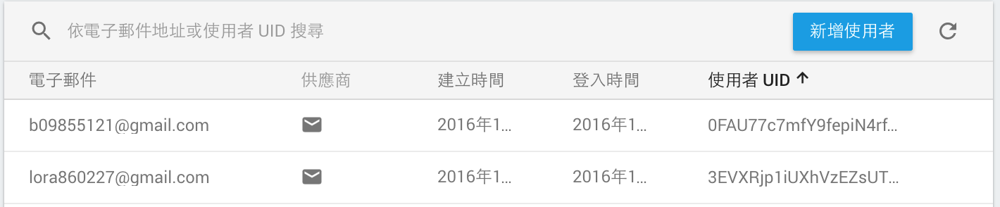 依電子郵件地址或使用者 UID 搜尋 新增使用者
電子郵件 供應商 建立時間 登入時間 使用者 UID
b09855121@gmail.com 2016年1... 2016年1... 0FAU77c7mfY9fepiN4rf...
lora860227@gmail.com 2016年1... 2016年1... 3EVXRjp1iUXhVzEZsUT...